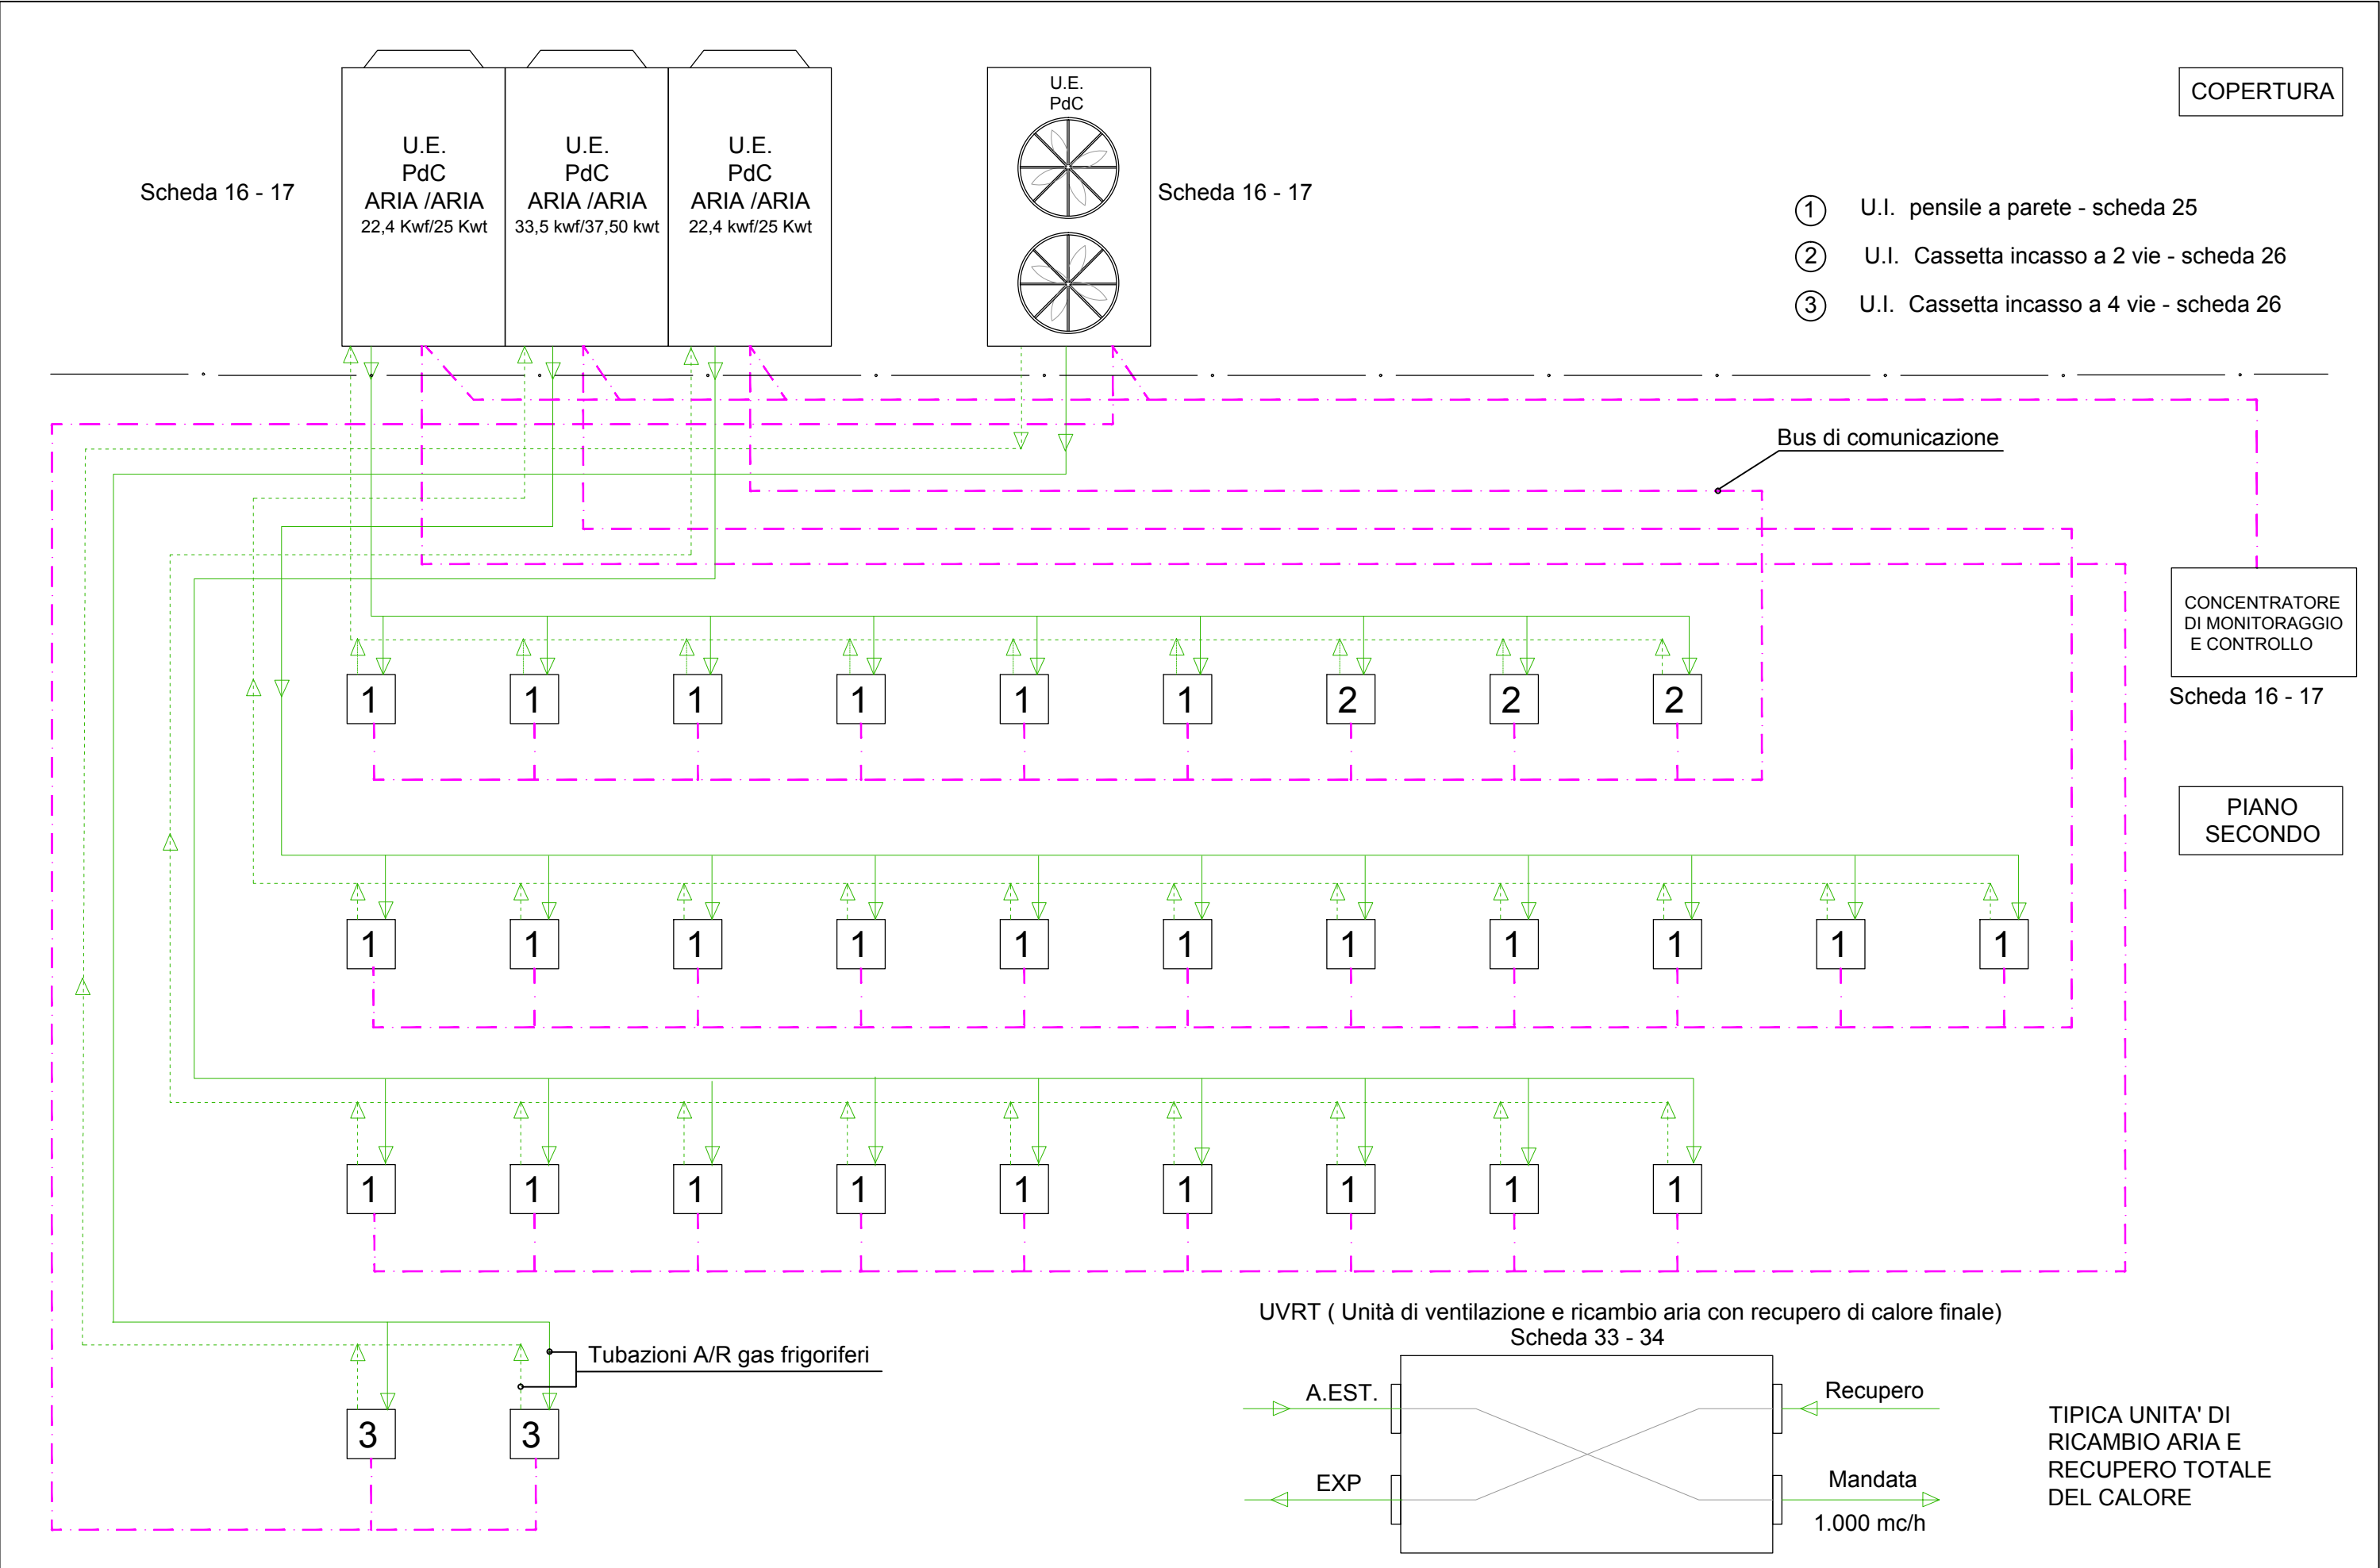 U.E.
PdC
ARIA /ARIA
22,4 Kwf/25 Kwt
U.E.
PdC
ARIA /ARIA
33,5 kwf/37,50 kwt
U.E.
PdC
ARIA /ARIA
22,4 kwf/25 Kwt
U.E.
PdC
COPERTURA
Scheda 16 - 17
Scheda 16 - 17
1 U.I. pensile a parete - scheda 25
2 U.I. Cassetta incasso a 2 vie - scheda 26
3 U.I. Cassetta incasso a 4 vie - scheda 26
Bus di comunicazione
CONCENTRATORE
DI MONITORAGGIO
E CONTROLLO
Scheda 16 - 17
1 1 1 1 1 1 2 2 2
PIANO
SECONDO
1 1 1 1 1 1 1 1 1 1 1
1 1 1 1 1 1 1 1 1
Tubazioni A/R gas frigoriferi
3 3
UVRT ( Unità di ventilazione e ricambio aria con recupero di calore finale)
Scheda 33 - 34
A.EST.
Recupero
EXP
Mandata
1.000 mc/h
TIPICA UNITA' DI
RICAMBIO ARIA E
RECUPERO TOTALE
DEL CALORE